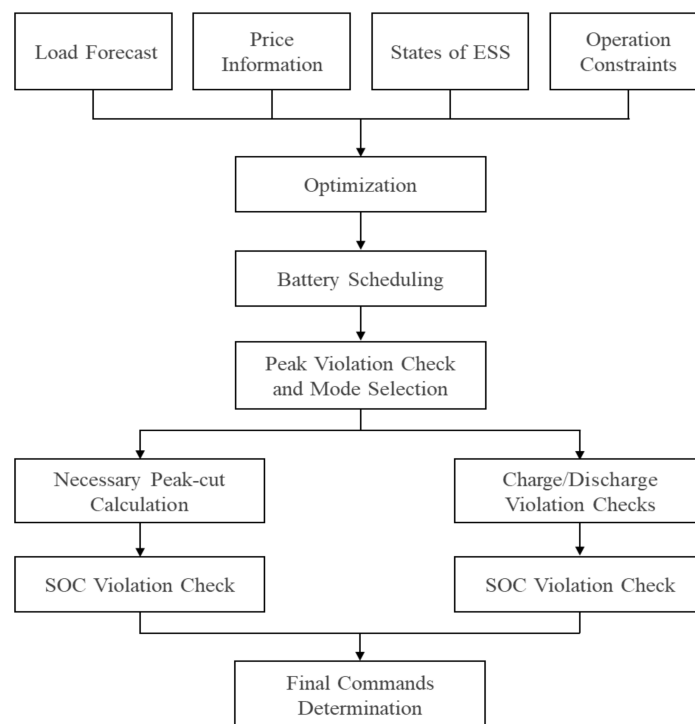 Load Forecast
Price
Information
States of ESS
Operation
Constraints
Optimization
Battery Scheduling
Peak Violation Check
and Mode Selection
Necessary Peak-cut
Calculation
Charge/Discharge
Violation Checks
SOC Violation Check
SOC Violation Check
Final Commands
Determination